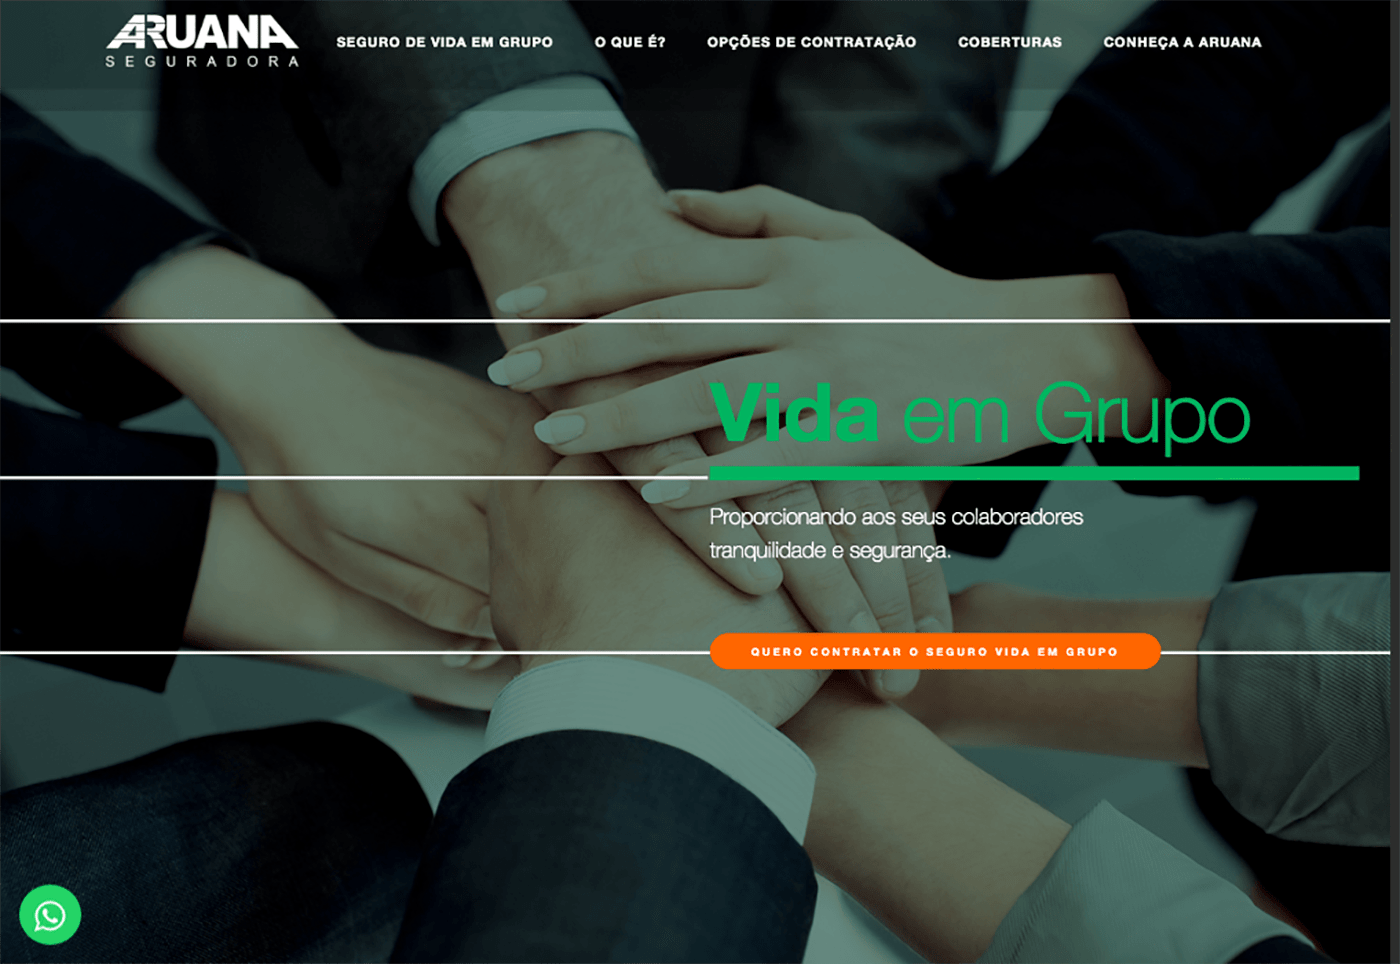 ARUANA
SEGURADORA
SEGURO DE VIDA EM GRUPO
O QUE É?
OPÇÕES DE CONTRATAÇÃO
COBERTURAS
CONHEÇA A ARUANA
Vida em Grupo
Proporcionando aos seus colaboradores
tranquilidade e segurança.
QUERO CONTRATAR O SEGURO VIDA EM GRUPO